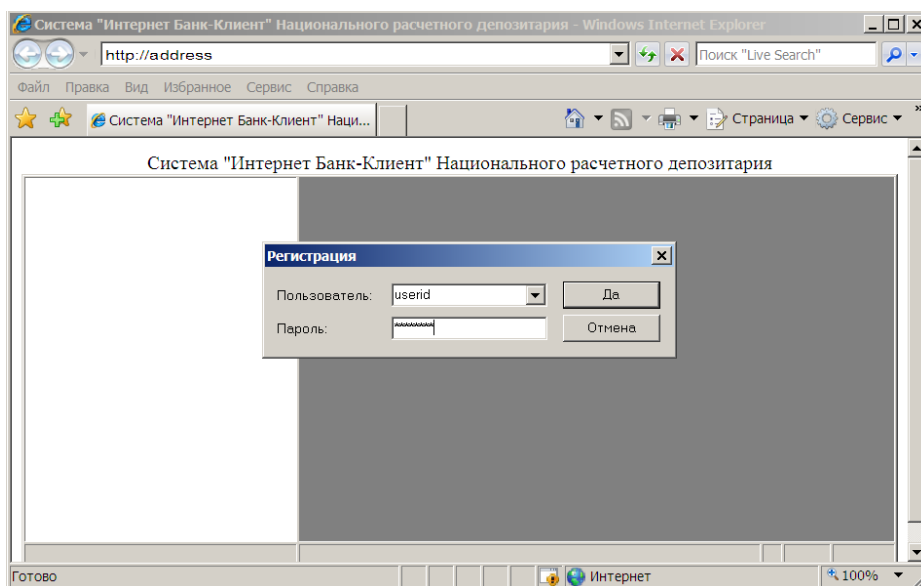 Система "Интернет Банк-Клиент" Национального расчетного депозитария - Windows Internet Explorer
http://address
Поиск "Live Search"
Файл Правка Вид Избранное Сервис Справка
Система "Интернет Банк-Клиент" Наци...
Страница
Сервис
»
Система "Интернет Банк-Клиент" Национального расчетного депозитария
Регистрация
Пользователь: userid Да
Пароль: ******** Отмена
Готово Интернет 100%